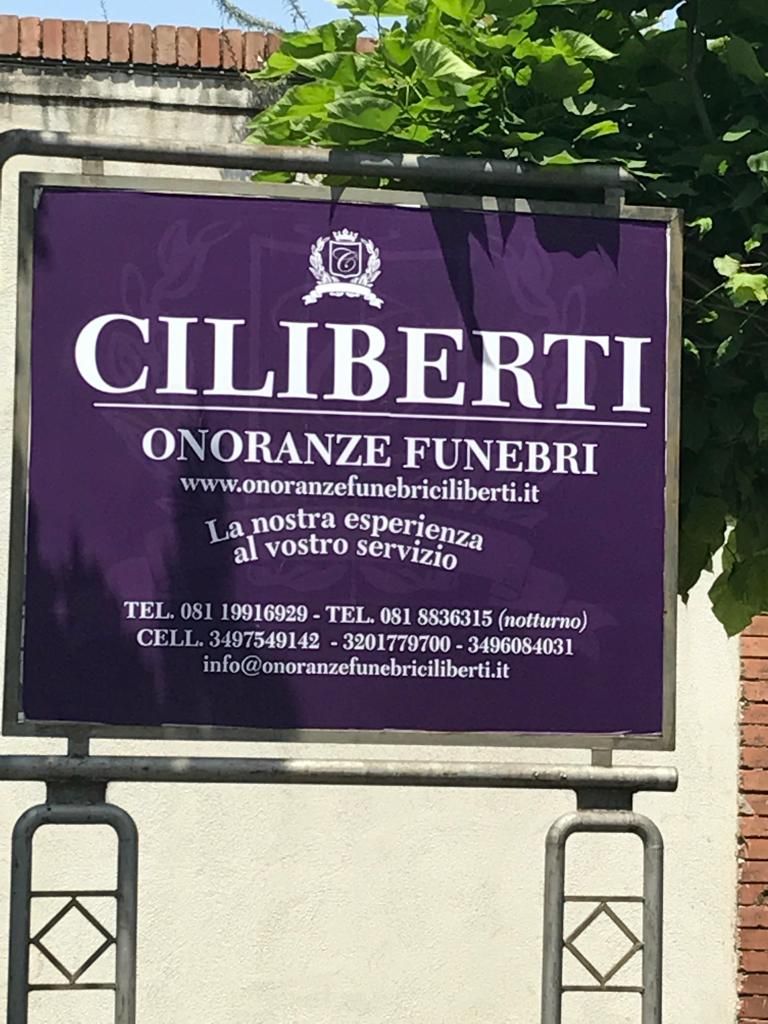 C
CILIBERTI
ONORANZE FUNEBRI
www.onoranzefunebriciliberti.it
La nostra esperienza
al vostro servizio
TEL. 081 19916929 - TEL. 081 8836315 (notturno)
CELL. 3497549142 - 3201779700 - 3496084031
info@onoranzefunebriciliberti.it